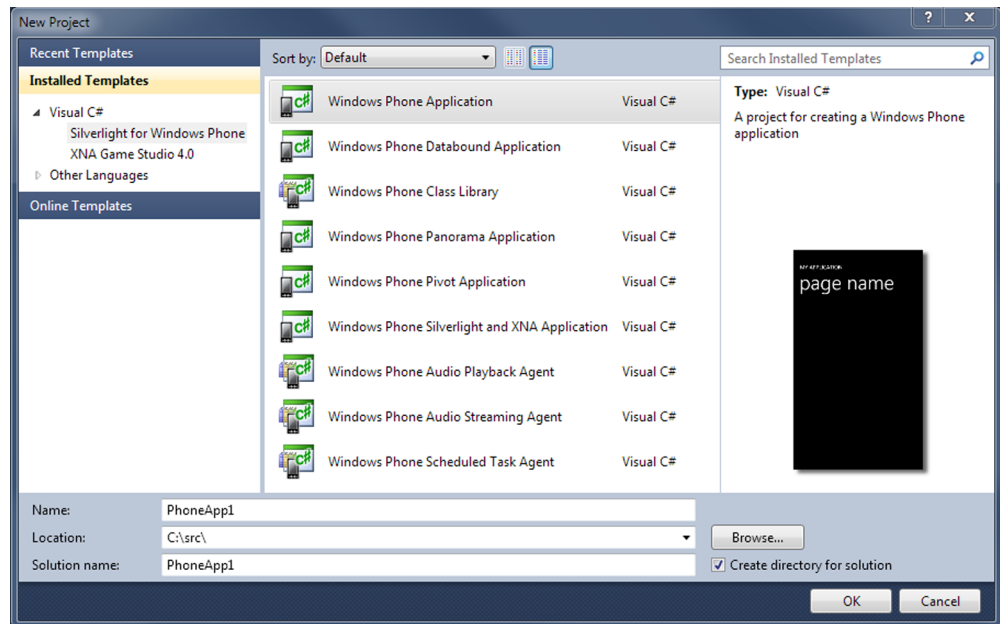 New Project
? X
Recent Templates
Installed Templates
Visual C#
Silverlight for Windows Phone
XNA Game Studio 4.0
Other Languages
Online Templates
Sort by: Default
Windows Phone Application Visual C#
Windows Phone Databound Application Visual C#
Windows Phone Class Library Visual C#
Windows Phone Panorama Application Visual C#
Windows Phone Pivot Application Visual C#
Windows Phone Silverlight and XNA Application Visual C#
Windows Phone Audio Playback Agent Visual C#
Windows Phone Audio Streaming Agent Visual C#
Windows Phone Scheduled Task Agent Visual C#
Search Installed Templates
Type: Visual C#
A project for creating a Windows Phone
application
MY APPLICATION
page name
Name: PhoneApp1
Location: C:\src\ Browse...
Solution name: PhoneApp1 Create directory for solution
OK Cancel